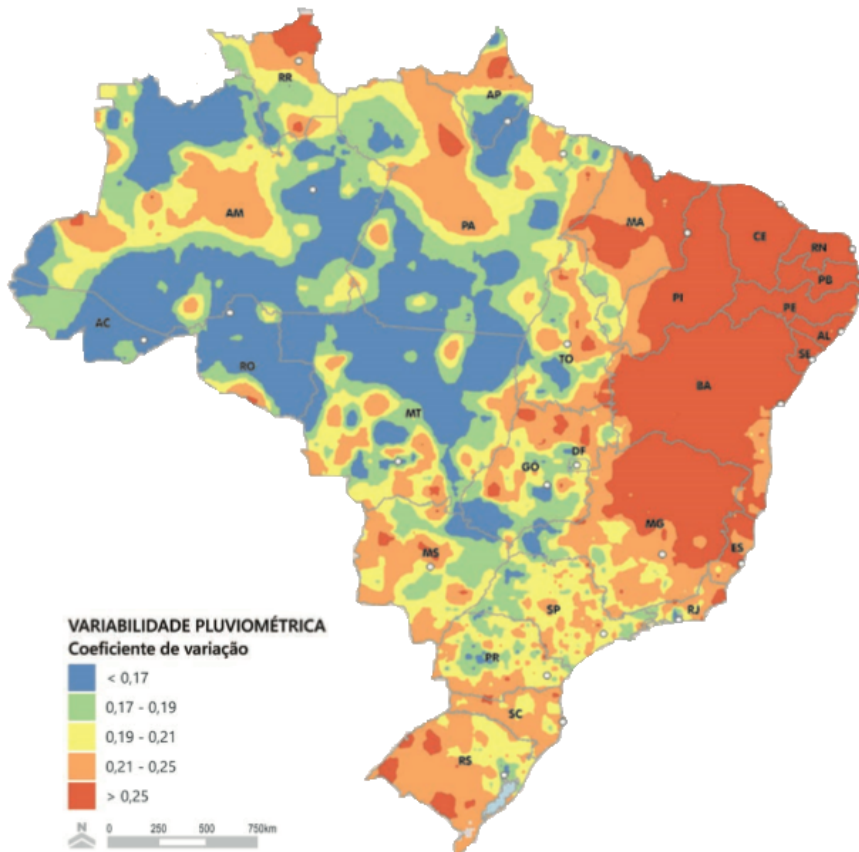 RR
AP
AM
PA
MA
CE
RN
PB
PI
PE
AL
SE
AC
TO
RO
BA
MT
DF
GO
MG
MS
ES
SP
RJ
PR
SC
RS
VARIABILIDADE PLUVIOMÉTRICA
Coeficiente de variação
< 0,17
0,17 - 0,19
0,19 - 0,21
0,21 - 0,25
> 0,25
N 0 250 500 750km